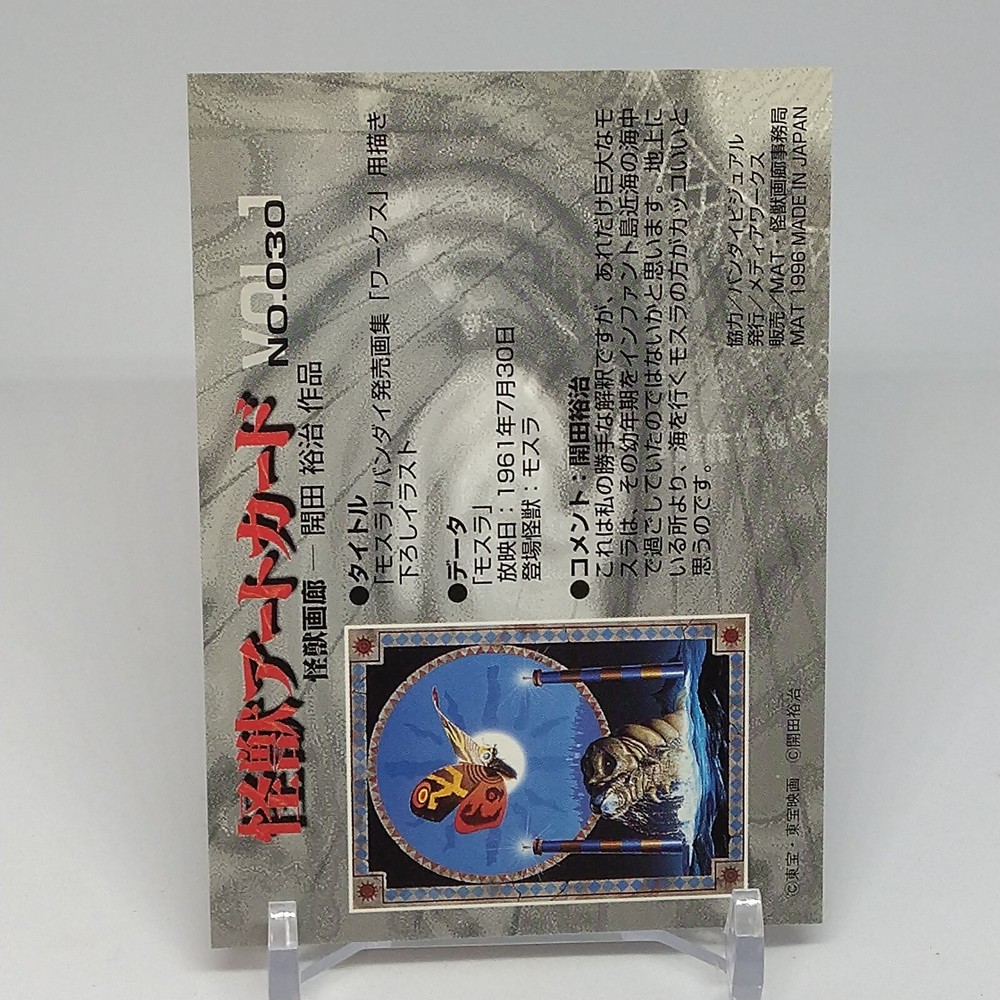 怪獣アート・カード
VOL.1
NO.030
怪獣画廊 ― 開田 裕治 作品
●タイトル
「モスラ」バンダイ発売画集「ワークス」用描き
下ろしイラスト
●データ
「モスラ」
放映日：1961年7月30日
登場怪獣：モスラ
●コメント：開田裕治
これは私の勝手な解釈ですが、あれだけ巨大なモ
スラは、その幼年期をインファント島近海の海中
で過ごしていたのではないかと思います。地上に
いる所より、海を行くモスラの方がカッコいいと
思うのです。
協力／バンダイビジュアル
発行／メディアワークス
販売／MAT・怪獣画廊事務局
MAT 1996 MADE IN JAPAN
©東宝・東宝映画 ©開田裕治